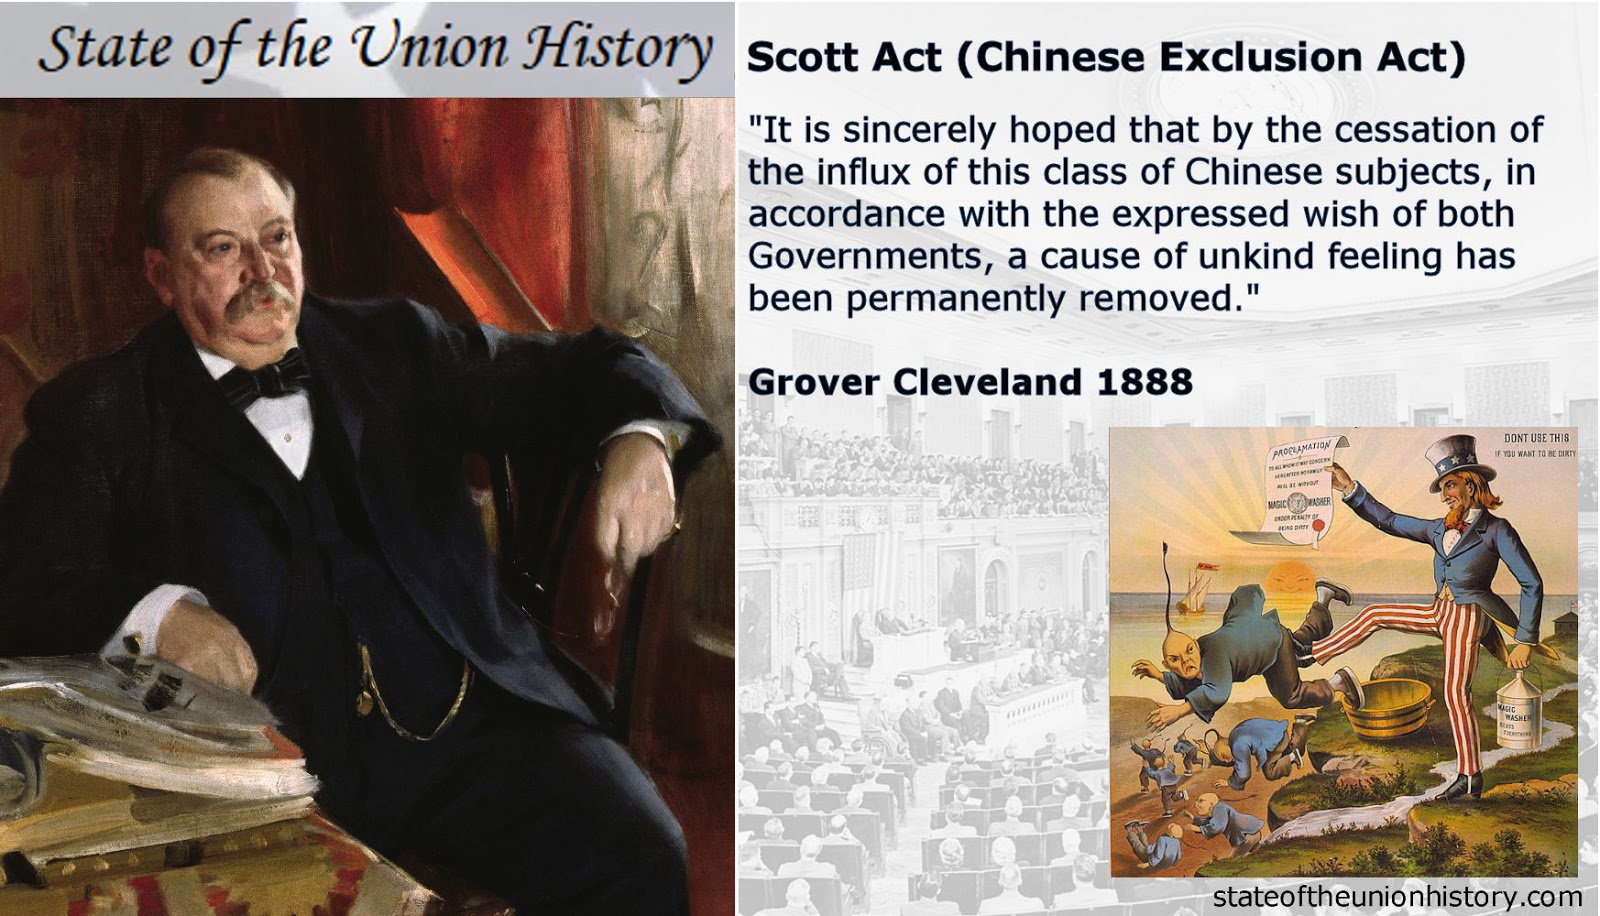 State of the Union History
Scott Act (Chinese Exclusion Act)
"It is sincerely hoped that by the cessation of
the influx of this class of Chinese subjects, in
accordance with the expressed wish of both
Governments, a cause of unkind feeling has
been permanently removed."
Grover Cleveland 1888
DONT USE THIS
IF YOU WANT TO BE DIRTY
PROCLAMATION
TO ALL WHOM IT MAY CONCERN
HEREAFTER NO FAMILY
WILL BE WITHOUT
MAGIC WASHER
UNDER PENALTY OF
BEING DIRTY
MAGIC
WASHER
BEATS
EVERYTHING
stateoftheunionhistory.com